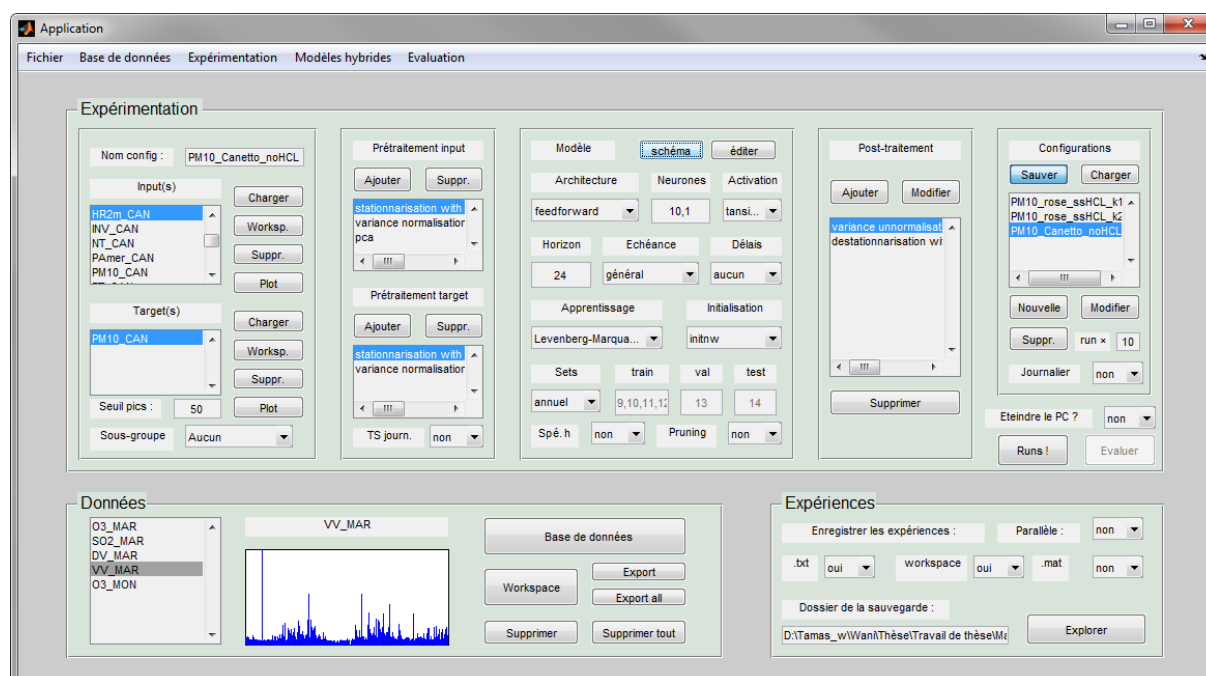 Application
Fichier Base de données Expérimentation Modèles hybrides Evaluation
Expérimentation
Nom config : PM10_Canetto_noHCL
Input(s)
HR2m_CAN
INV_CAN
NT_CAN
PAmer_CAN
PM10_CAN
Charger
Worksp.
Suppr.
Plot
Target(s)
PM10_CAN
Charger
Worksp.
Suppr.
Plot
Seuil pics : 50
Sous-groupe Aucun
Prétraitement input
Ajouter Suppr.
stationnarisation with
variance normalisation
pca
Prétraitement target
Ajouter Suppr.
stationnarisation with
variance normalisation
TS journ. non
Modèle schéma éditer
Architecture Neurones Activation
feedforward 10,1 tansi...
Horizon Echéance Délais
24 général aucun
Apprentissage Initialisation
Levenberg-Marqua... initnw
Sets train val test
annuel 9,10,11,12 13 14
Spé. h non Pruning non
Post-traitement
Ajouter Modifier
variance unnormalisat
destationnarisation wi
Supprimer
Configurations
Sauver Charger
PM10_rose_ssHCL_k1
PM10_rose_ssHCL_k2
PM10_Canetto_noHCL
Nouvelle Modifier
Suppr. run × 10
Journalier non
Eteindre le PC ? non
Runs ! Evaluer
Données
O3_MAR
SO2_MAR
DV_MAR
VV_MAR
O3_MON
VV_MAR
Base de données
Workspace
Export
Export all
Supprimer Supprimer tout
Expériences
Enregistrer les expériences : Parallèle : non
.txt oui workspace oui .mat non
Dossier de la sauvegarde :
D:\Tamas_w\Wani\Thèse\Travail de thèse\Ma
Explorer